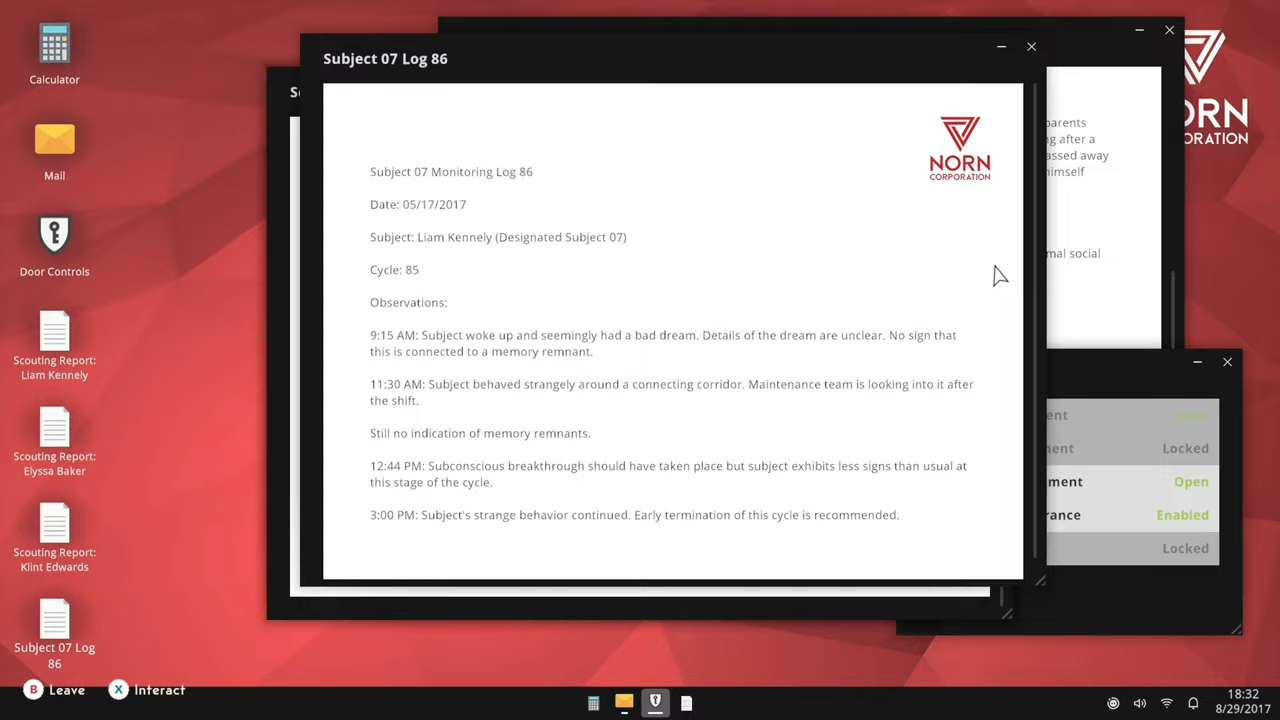 Calculator
Mail
Door Controls
Scouting Report:
Liam Kennely
Scouting Report:
Elyssa Baker
Scouting Report:
Klint Edwards
Subject 07 Log
86
Subject 07 Log 86
NORN
CORPORATION
Subject 07 Monitoring Log 86
Date: 05/17/2017
Subject: Liam Kennely (Designated Subject 07)
Cycle: 85
Observations:
9:15 AM: Subject woke up and seemingly had a bad dream. Details of the dream are unclear. No sign that
this is connected to a memory remnant.
11:30 AM: Subject behaved strangely around a connecting corridor. Maintenance team is looking into it after
the shift.
Still no indication of memory remnants.
12:44 PM: Subconscious breakthrough should have taken place but subject exhibits less signs than usual at
this stage of the cycle.
3:00 PM: Subject's strange behavior continued. Early termination of this cycle is recommended.
S
parents
ng after a
assed away
himself
mal social
ORN
ORATION
ent
ment Locked
ment Open
rance Enabled
Locked
B Leave X Interact
18:32
8/29/2017